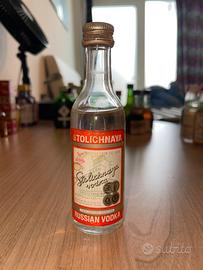 STOLICHNAYA
Stolichnaya
vodka
RUSSIAN VODKA
subito